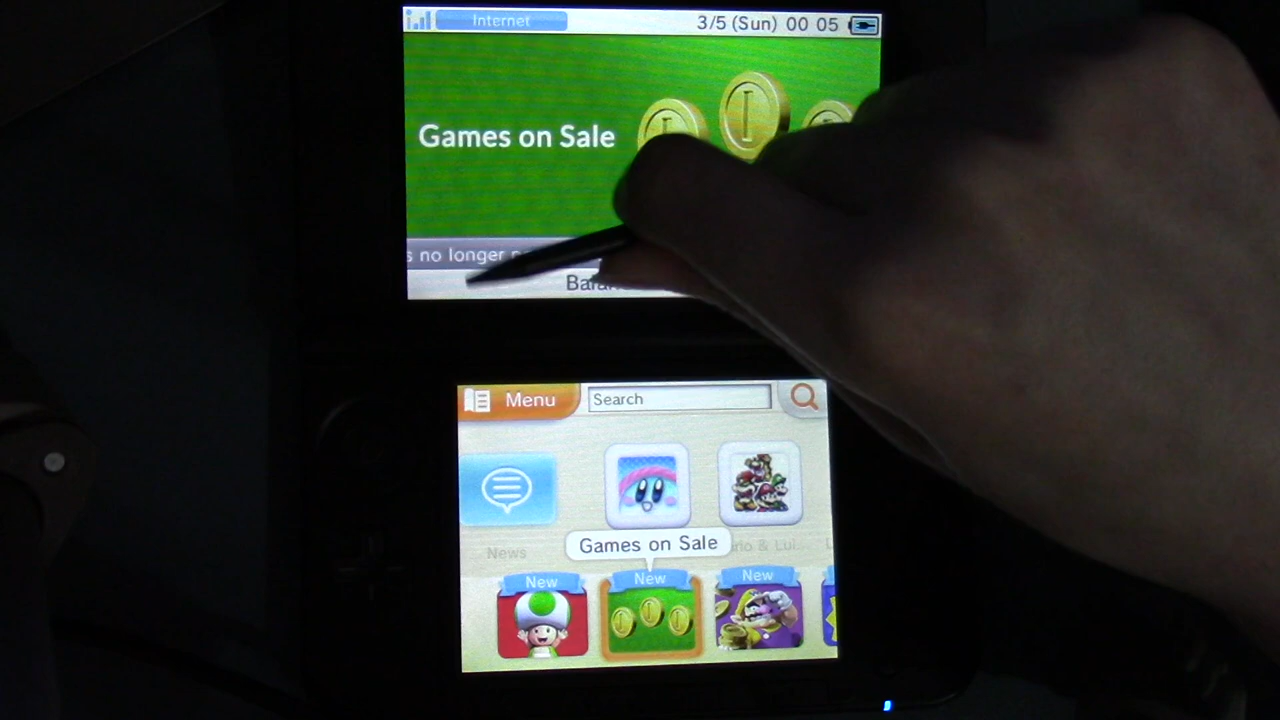 Internet
3/5 (Sun) 00 05
Games on Sale
s no longer
Menu
Search
News
Games on Sale
New
New
New